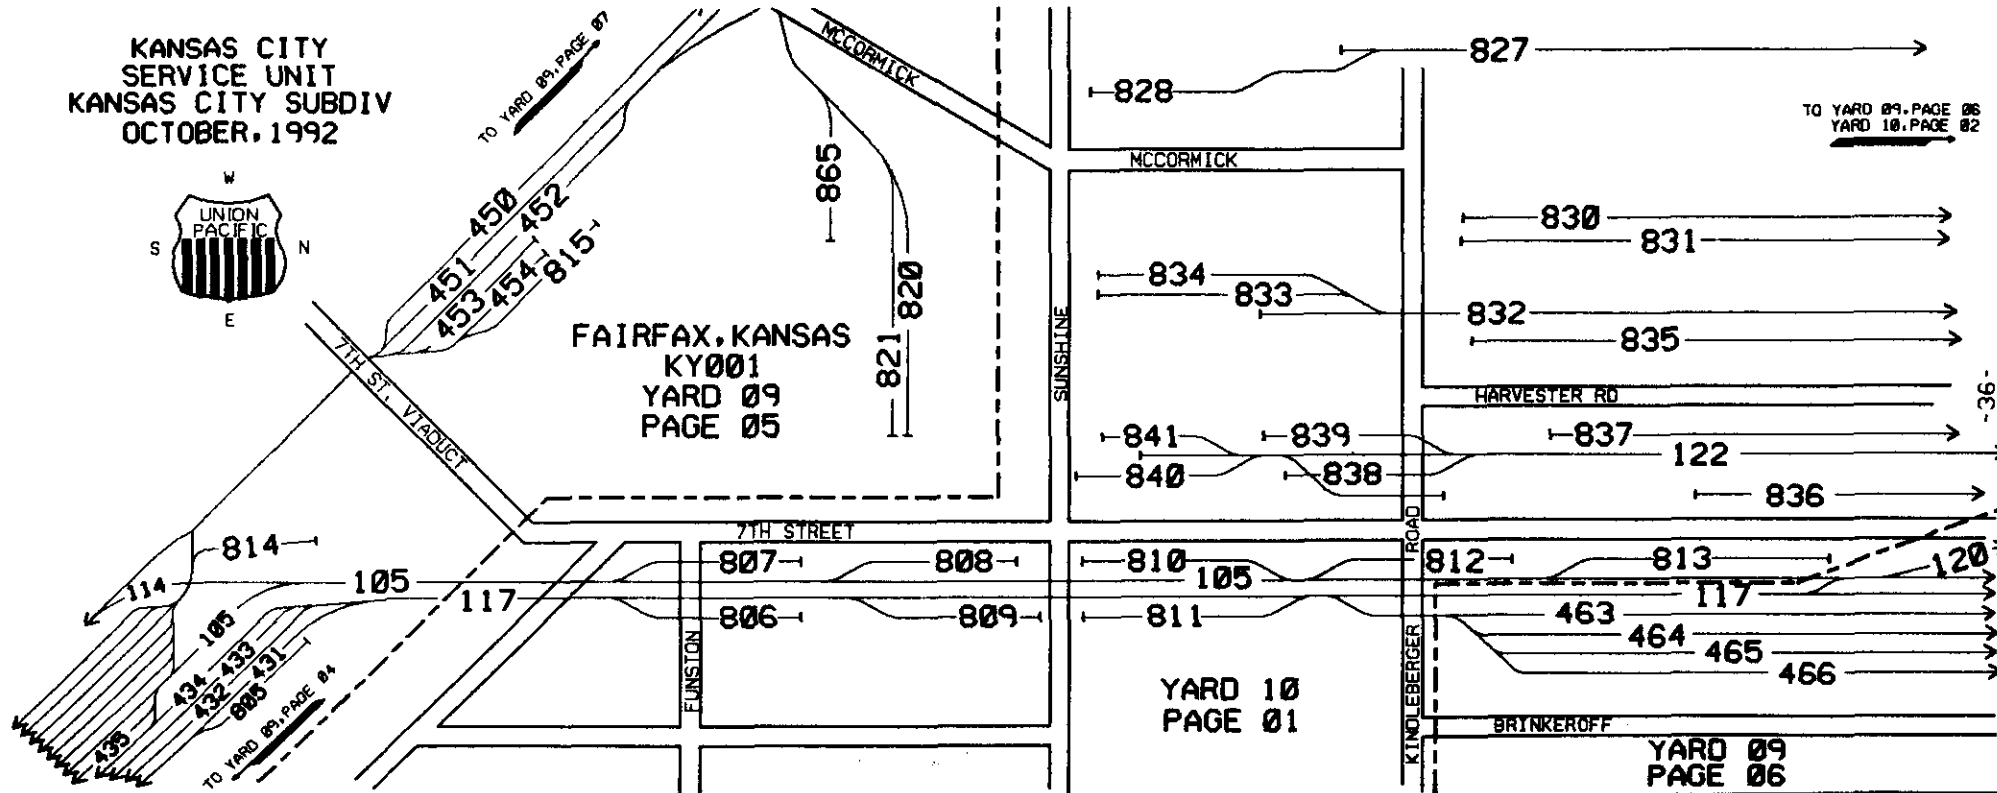 KANSAS CITY
SERVICE UNIT
KANSAS CITY SUBDIV
OCTOBER, 1992
W
UNION
PACIFIC
S
N
E
TO YARD 09, PAGE 07
MCCORMICK
828
827
TO YARD 09, PAGE 06
YARD 10, PAGE 02
MCCORMICK
865
450
452
451
453
454
815
820
821
830
831
834
833
832
835
FAIRFAX, KANSAS
KY001
YARD 09
PAGE 05
SUNSHINE
7TH ST. VIADUCT
HARVESTER RD
-36-
841
839
837
122
840
838
836
7TH STREET
ROAD
814
807
808
810
812
813
120
114
105
105
117
117
806
809
811
463
464
465
466
105
434
433
432
431
805
435
TO YARD 09, PAGE 04
FUNSTON
KINDLEBERGER
YARD 10
PAGE 01
BRINKEROFF
YARD 09
PAGE 06